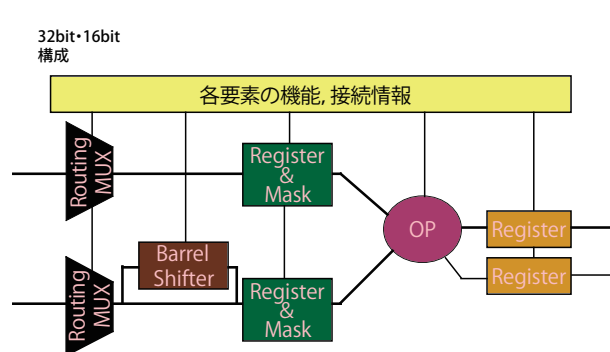 32bit・16bit
構成
各要素の機能, 接続情報
Routing
MUX
Register
&
Mask
OP
Register
Register
Barrel
Shifter
Routing
MUX
Register
&
Mask